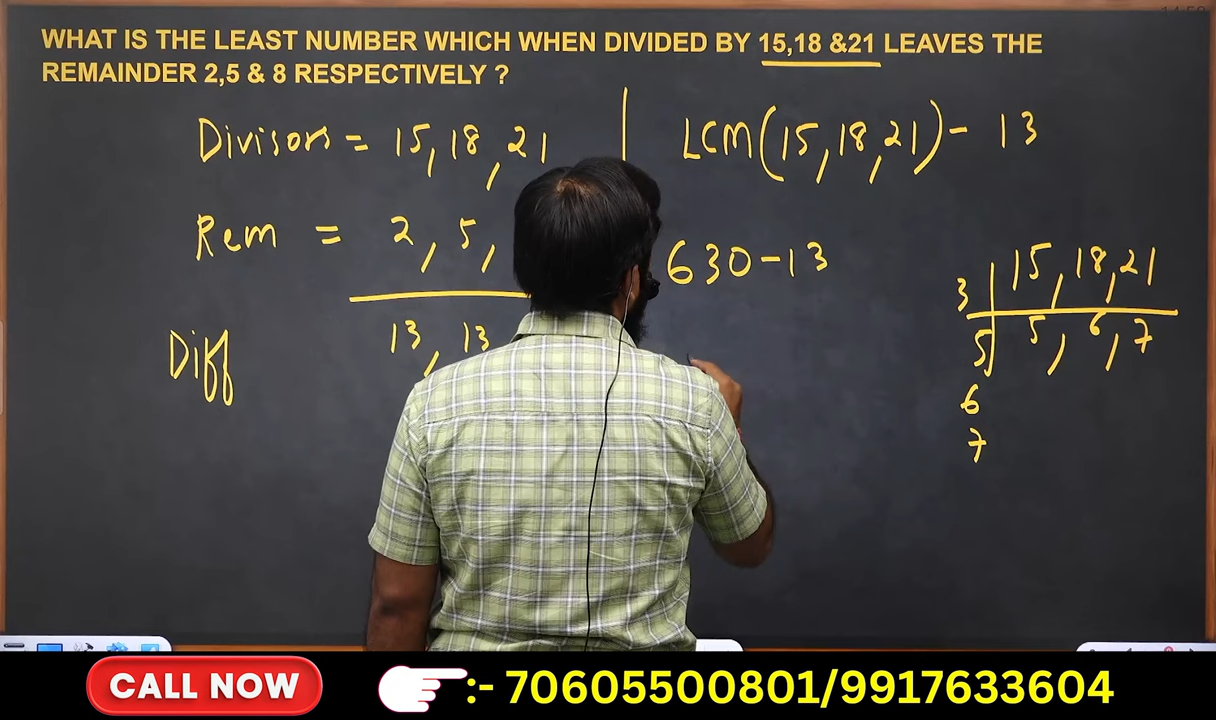 WHAT IS THE LEAST NUMBER WHICH WHEN DIVIDED BY 15,18 &21 LEAVES THE
REMAINDER 2,5 & 8 RESPECTIVELY ?
Divisors = 15, 18, 21
Rem = 2, 5,
Diff 13, 13
LCM(15, 18, 21) - 13
630-13
3 15, 18, 21
5 5, 6, 7
6
7
CALL NOW
:- 70605500801/9917633604